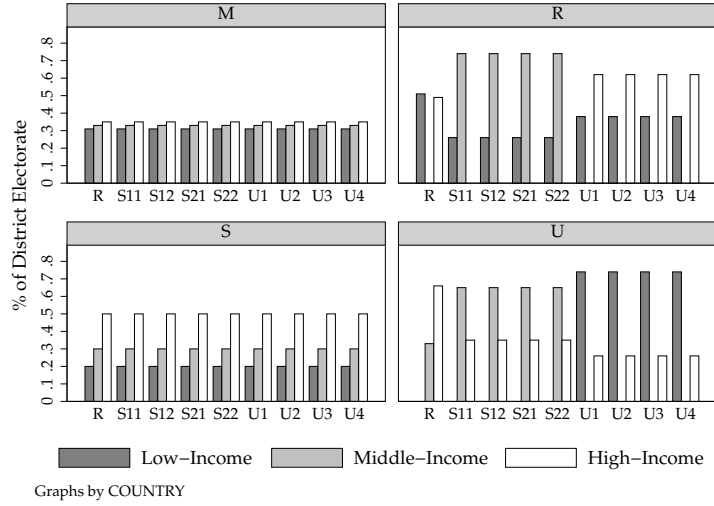 M
R
% of District Electorate
0 .1 .2 .3 .4 .5 .6 .7 .8
R S11 S12 S21 S22 U1 U2 U3 U4
R S11 S12 S21 S22 U1 U2 U3 U4
S
U
0 .1 .2 .3 .4 .5 .6 .7 .8
R S11 S12 S21 S22 U1 U2 U3 U4
R S11 S12 S21 S22 U1 U2 U3 U4
Low−Income
Middle−Income
High−Income
Graphs by COUNTRY